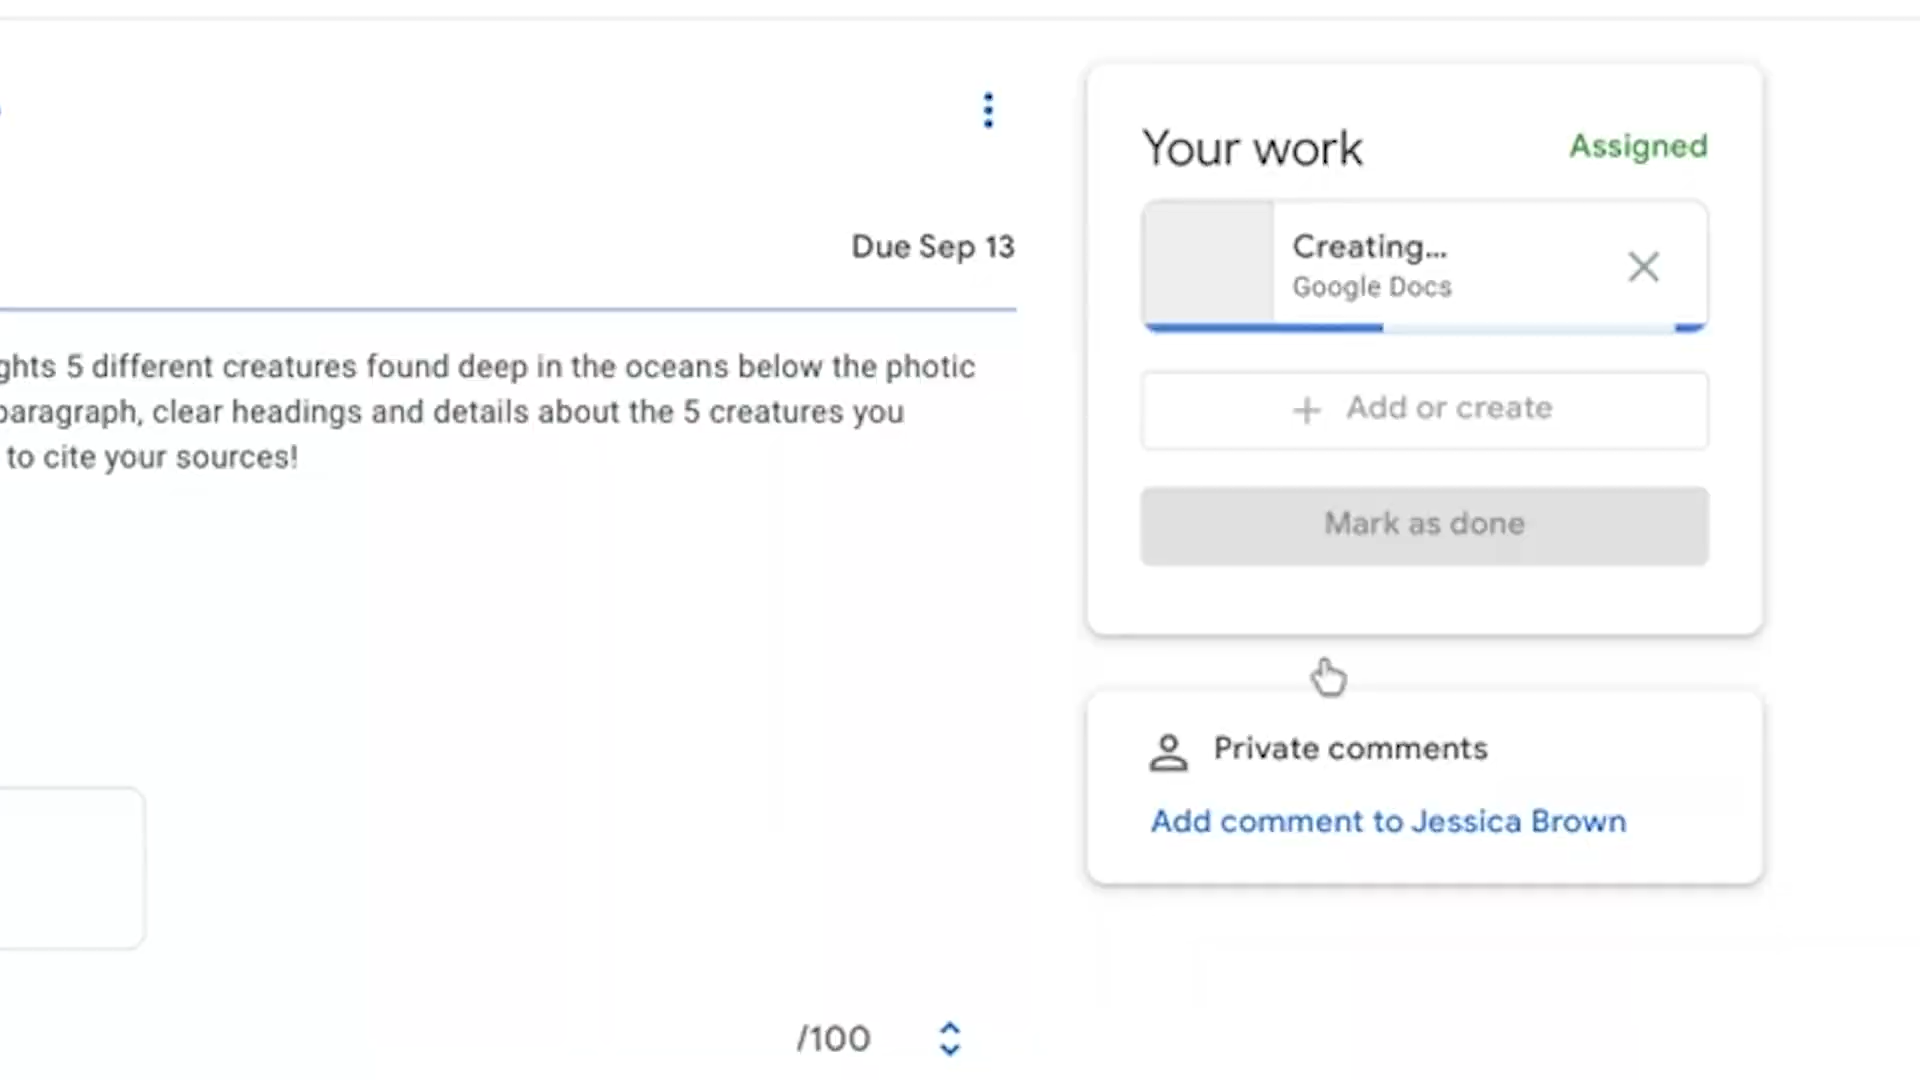 Your work
Assigned
Due Sep 13
Creating...
Google Docs
5 different creatures found deep in the oceans below the photic
paragraph, clear headings and details about the 5 creatures you
to cite your sources!
+ Add or create
Mark as done
Private comments
Add comment to Jessica Brown
/100